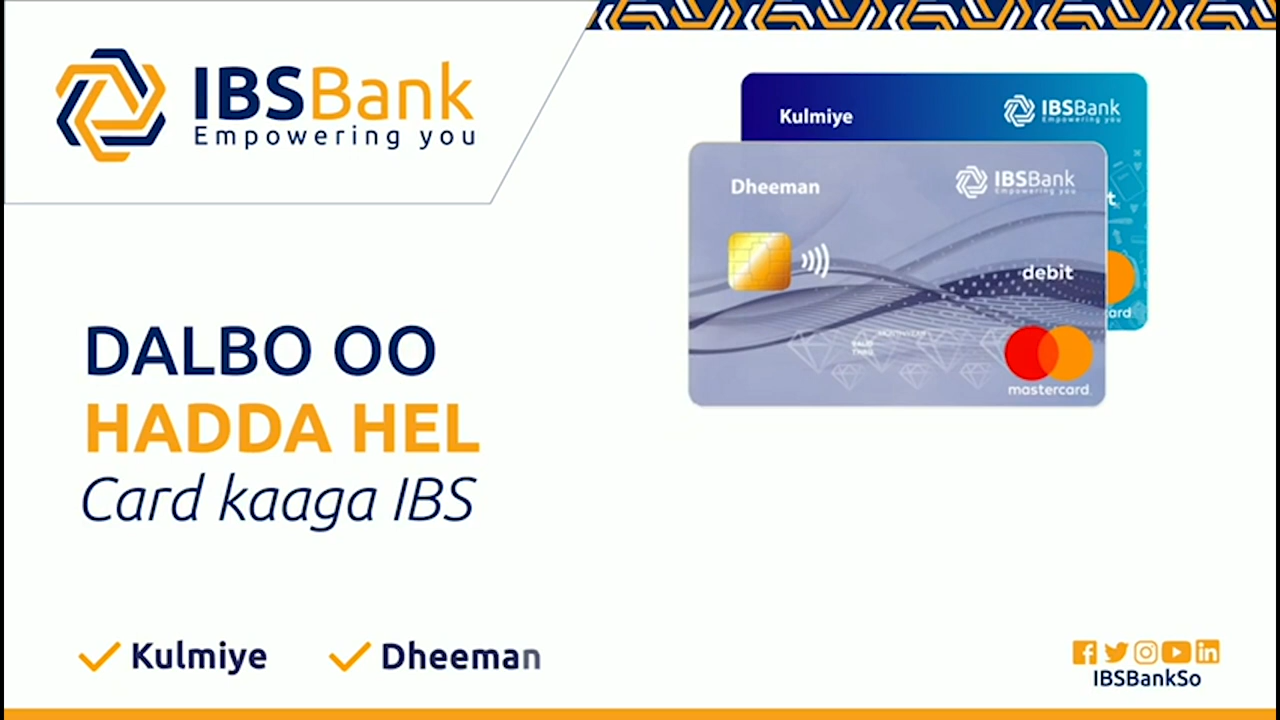 IBSBank
Empowering you
Kulmiye
IBSBank
Empowering you
Dheeman
IBSBank
Empowering you
debit
mastercard
DALBO OO
HADDA HEL
Card kaaga IBS
Kulmiye
Dheeman
IBSBankSo